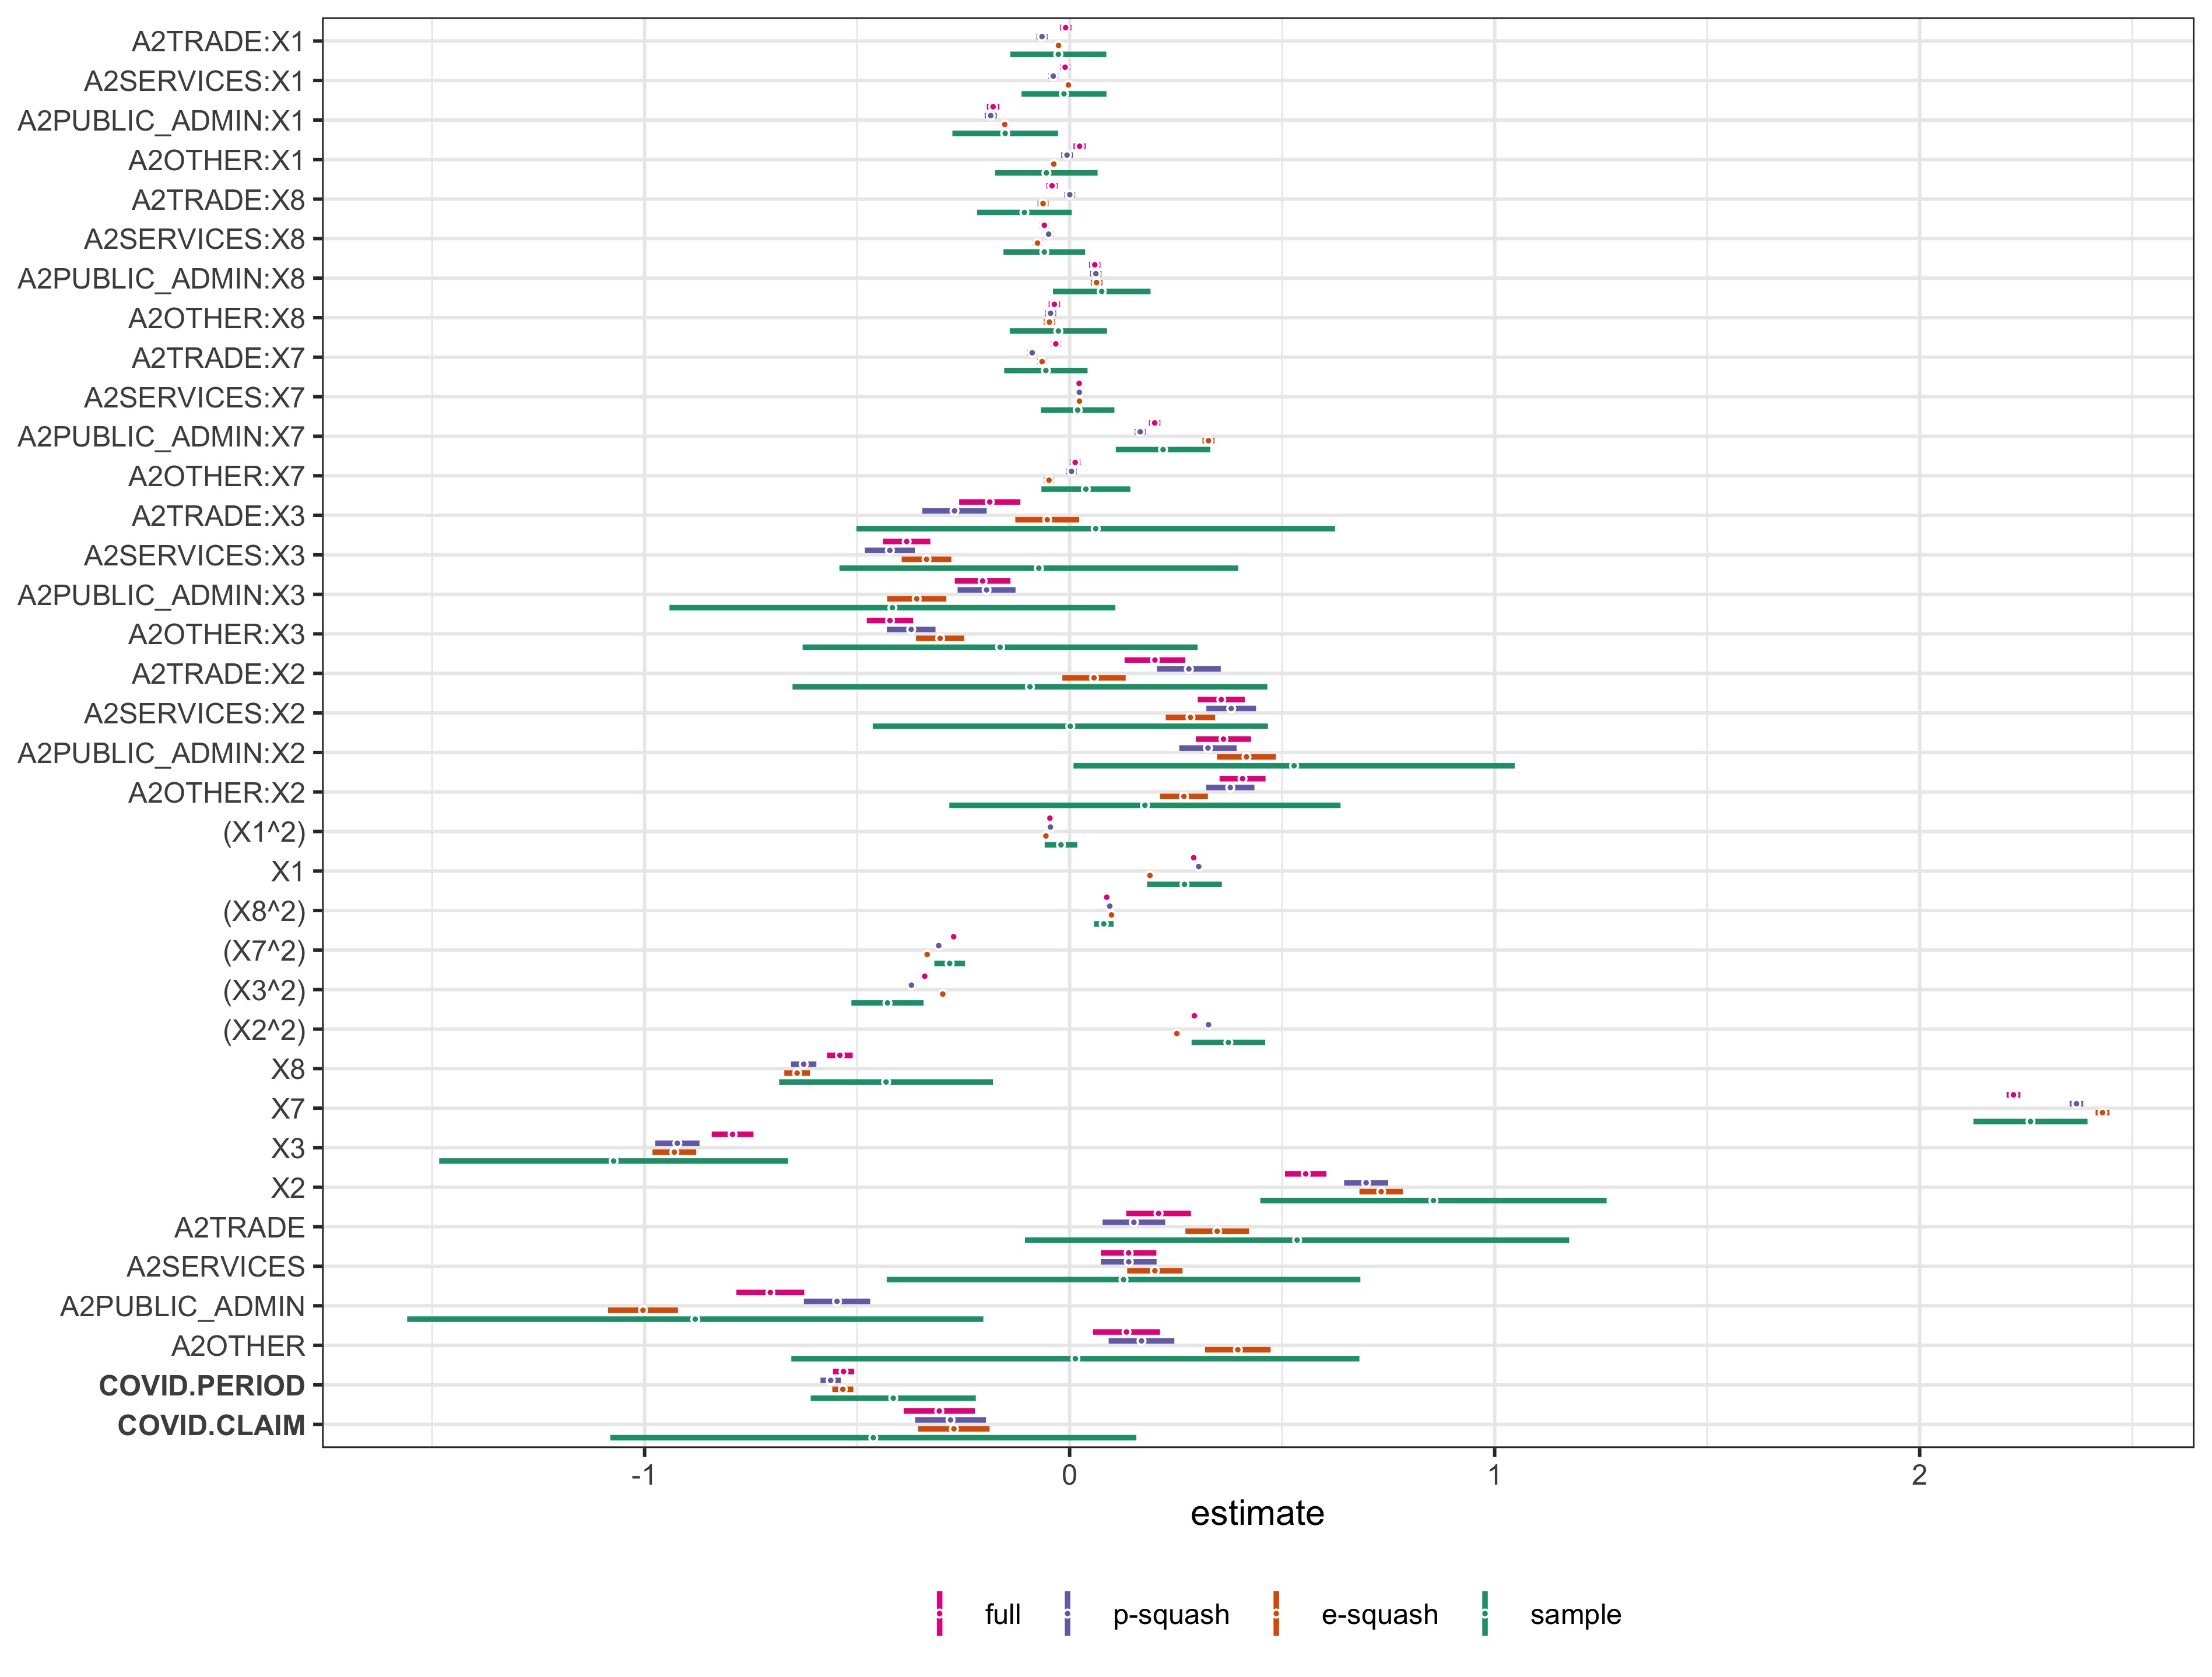 A2TRADE:X1
A2SERVICES:X1
A2PUBLIC_ADMIN:X1
A2OTHER:X1
A2TRADE:X8
A2SERVICES:X8
A2PUBLIC_ADMIN:X8
A2OTHER:X8
A2TRADE:X7
A2SERVICES:X7
A2PUBLIC_ADMIN:X7
A2OTHER:X7
A2TRADE:X3
A2SERVICES:X3
A2PUBLIC_ADMIN:X3
A2OTHER:X3
A2TRADE:X2
A2SERVICES:X2
A2PUBLIC_ADMIN:X2
A2OTHER:X2
(X1^2)
X1
(X8^2)
(X7^2)
(X3^2)
(X2^2)
X8
X7
X3
X2
A2TRADE
A2SERVICES
A2PUBLIC_ADMIN
A2OTHER
COVID.PERIOD
COVID.CLAIM
-1 0 1 2
estimate
full p-squash e-squash sample